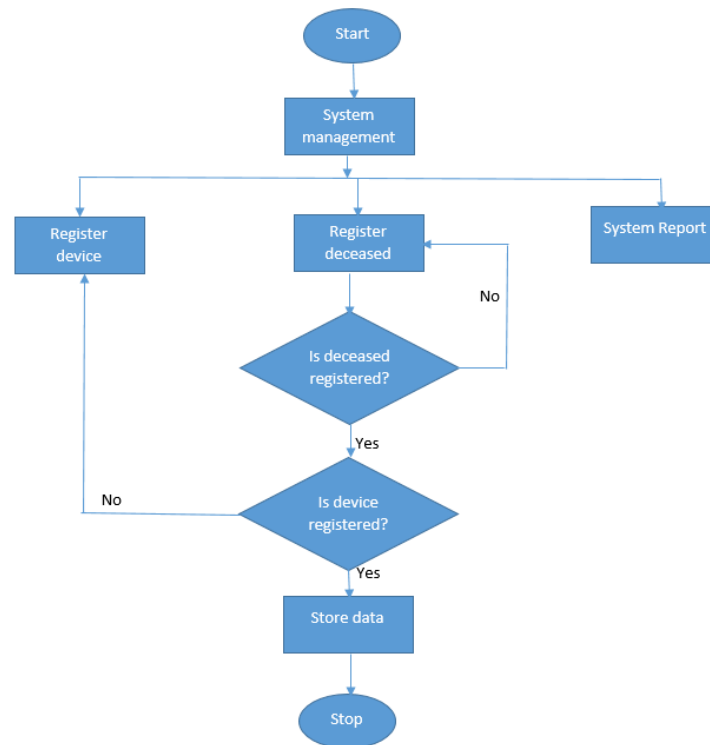 Start
System
management
Register
device
Register
deceased
System Report
No
Is deceased
registered?
Yes
Is device
registered?
No
Yes
Store data
Stop